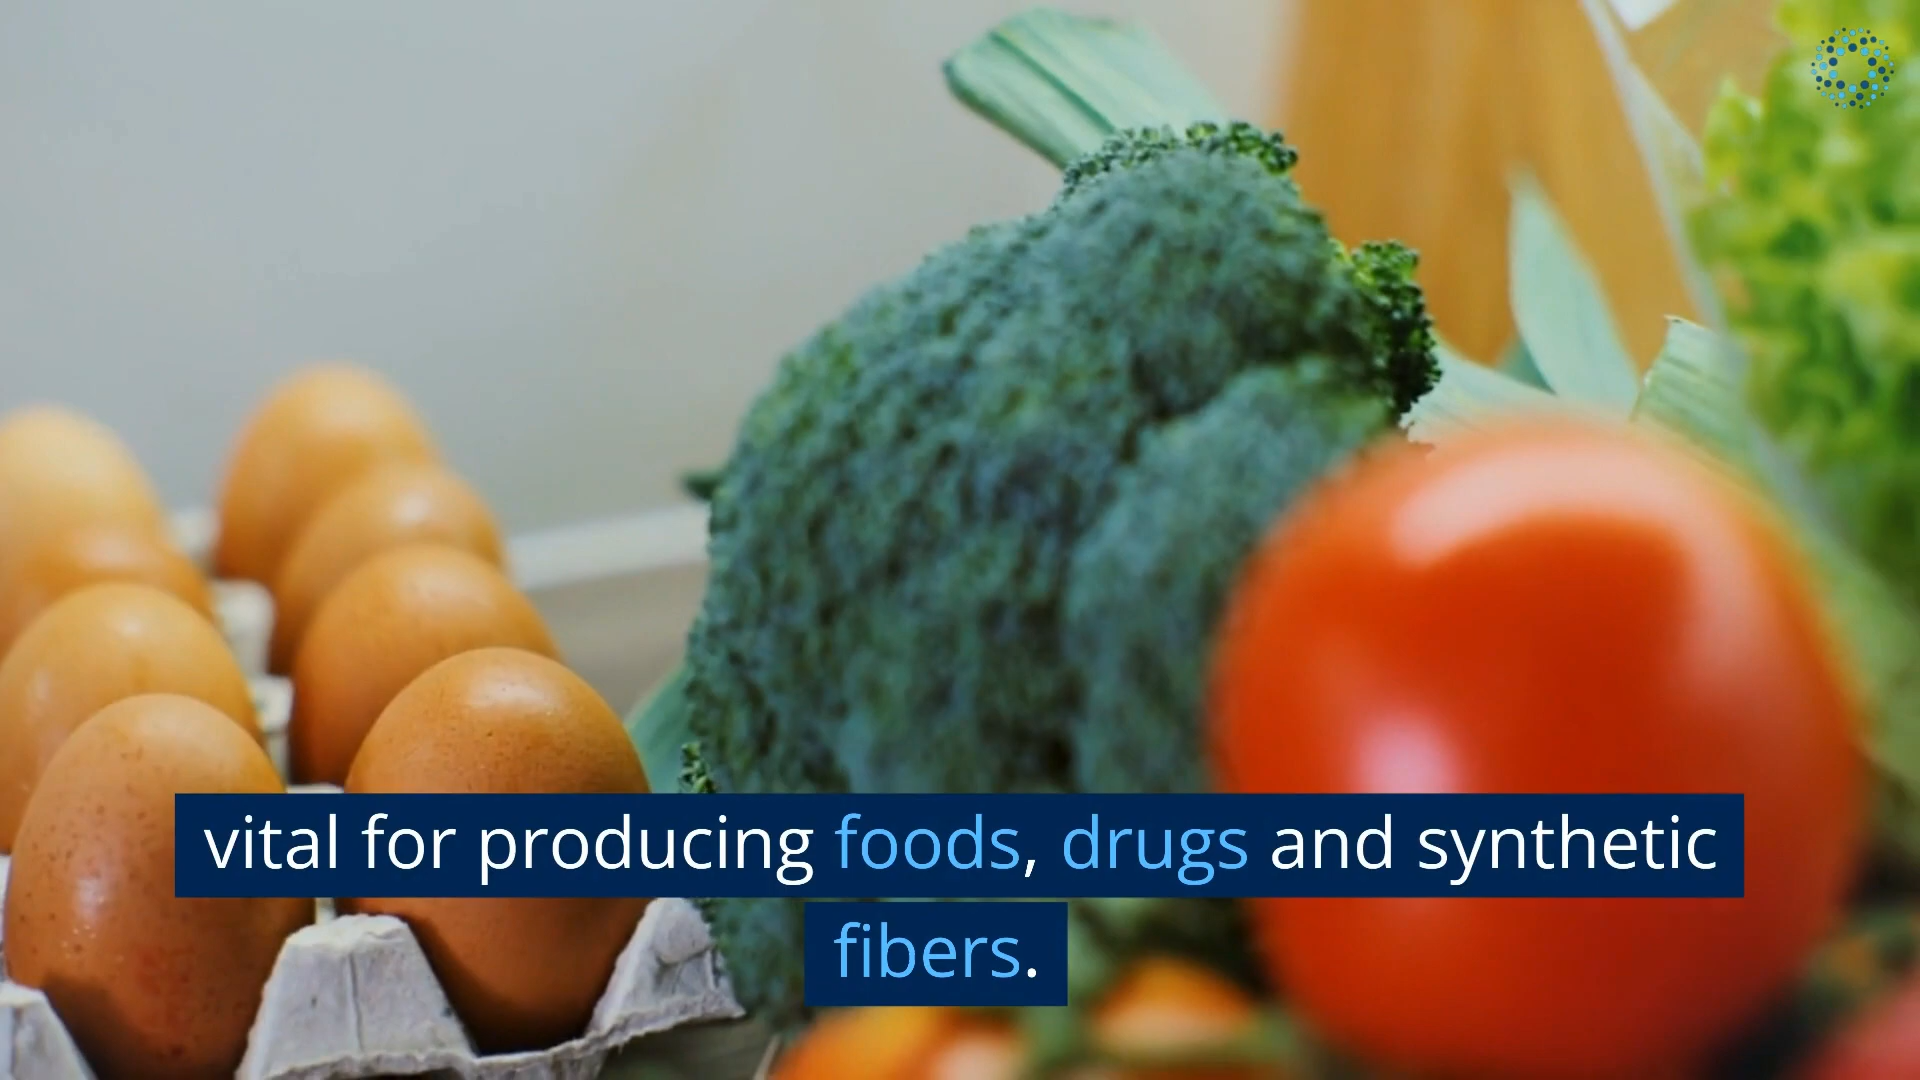 vital for producing foods, drugs and synthetic
fibers.